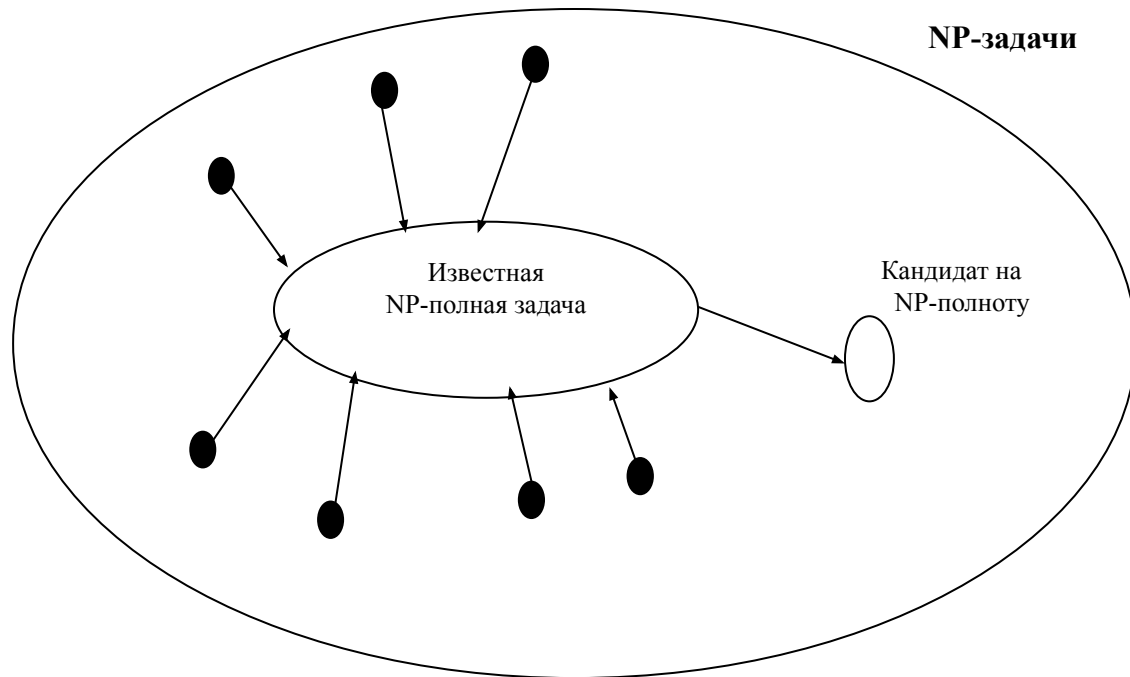 NP-задачи
Известная
NP-полная задача
Кандидат на
NP-полноту